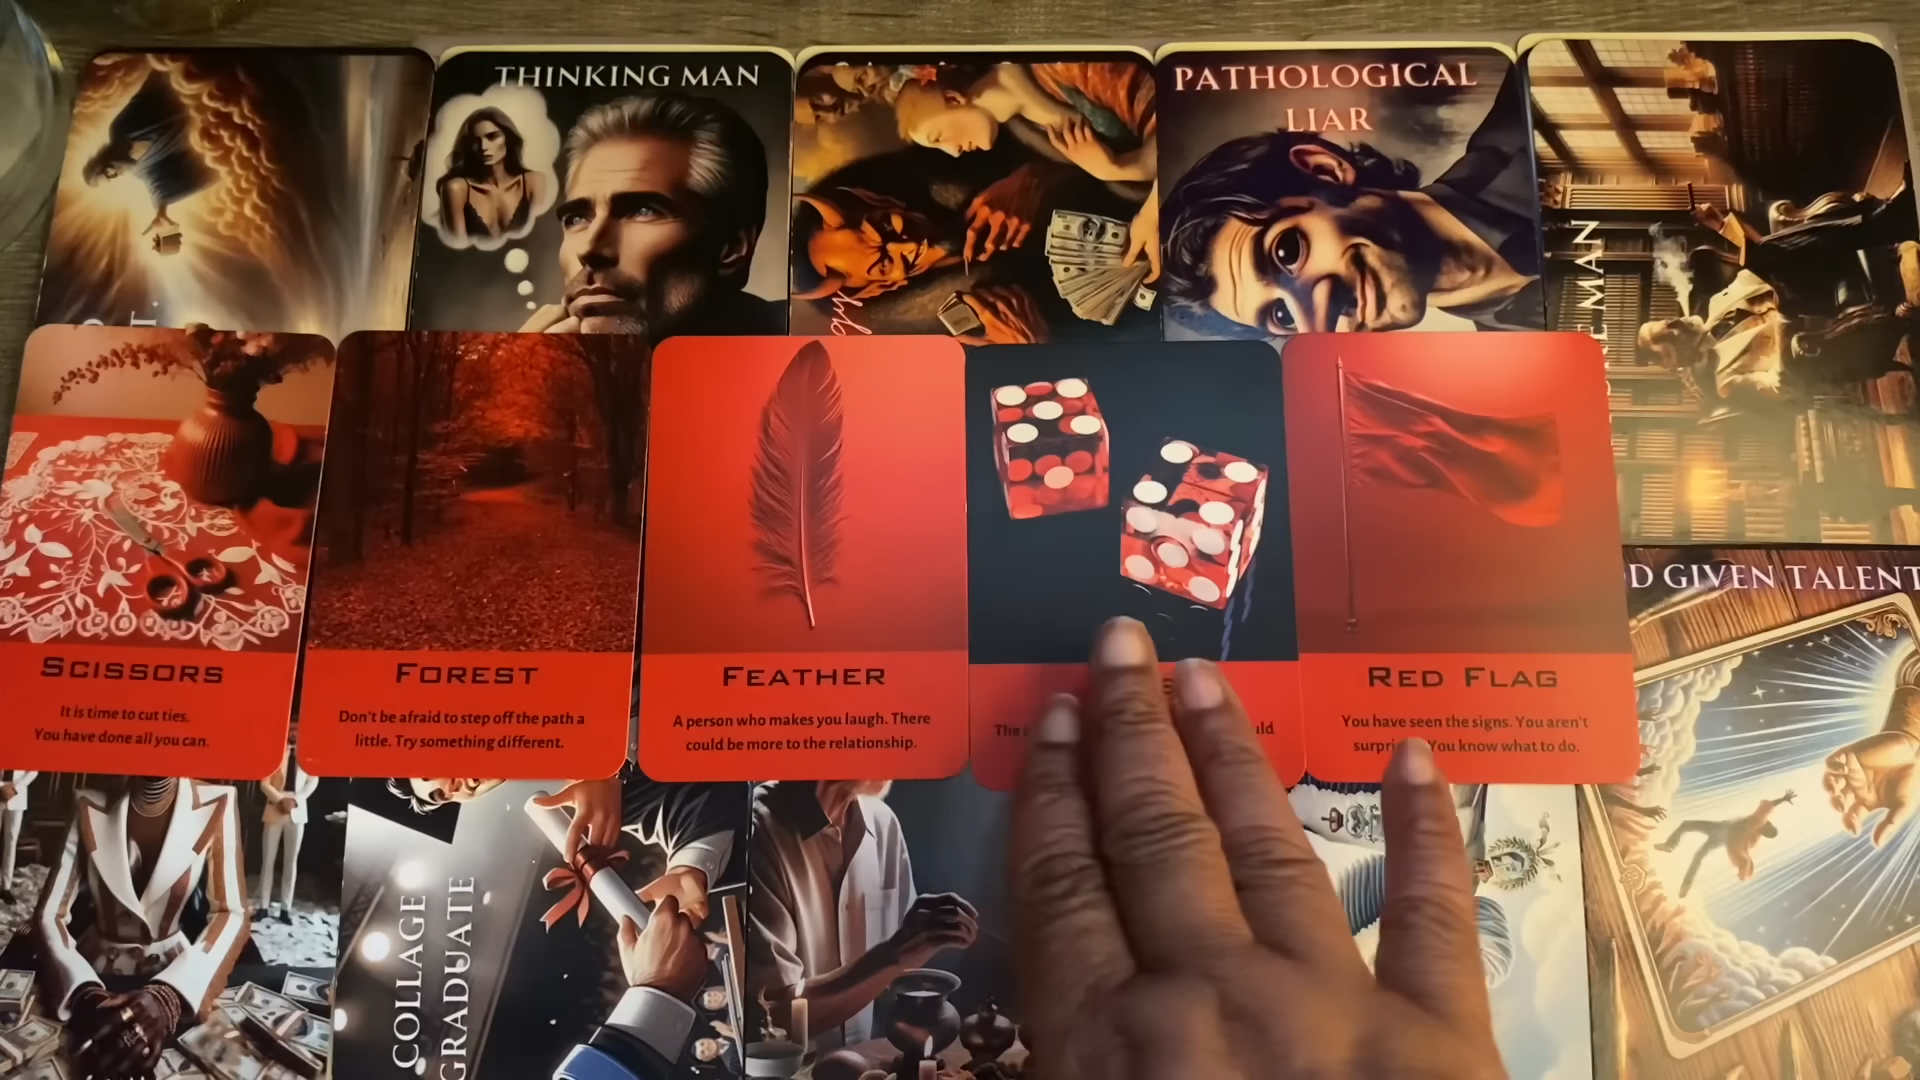 THINKING MAN
PATHOLOGICAL
LIAR
MAN
D GIVEN TALENT
SCISSORS
It is time to cut ties.
You have done all you can.
FOREST
Don't be afraid to step off the path a
little. Try something different.
FEATHER
A person who makes you laugh. There
could be more to the relationship.
The
RED FLAG
You have seen the signs. You aren't
You know what to do.
COLLAGE
GRADUATE